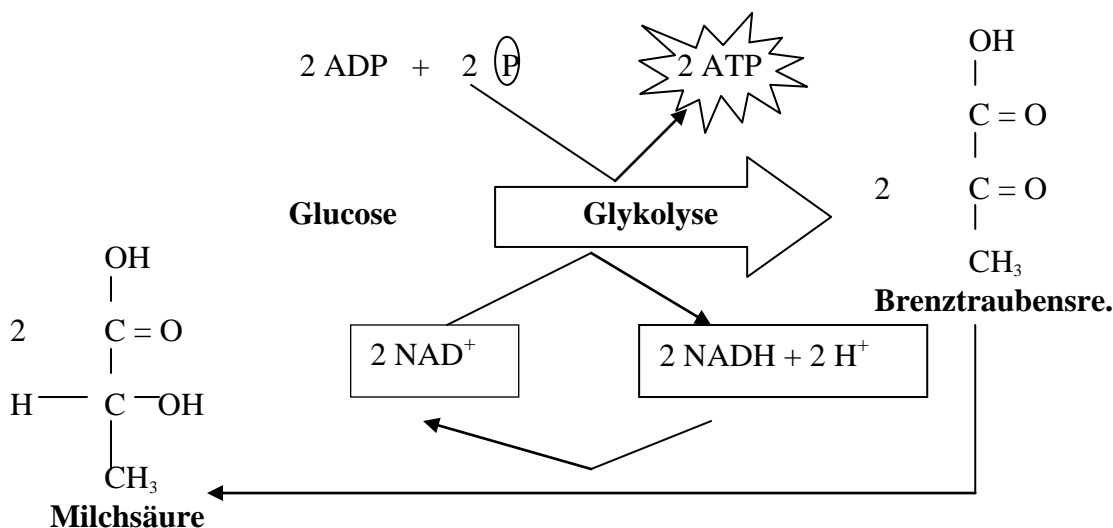 2 ADP + 2 P
2 ATP
Glucose
Glykolyse
2
OH
C = O
C = O
CH₃
Brenztraubensre.
2 NAD⁺
2 NADH + 2 H⁺
2
OH
C = O
H C OH
CH₃
Milchsäure